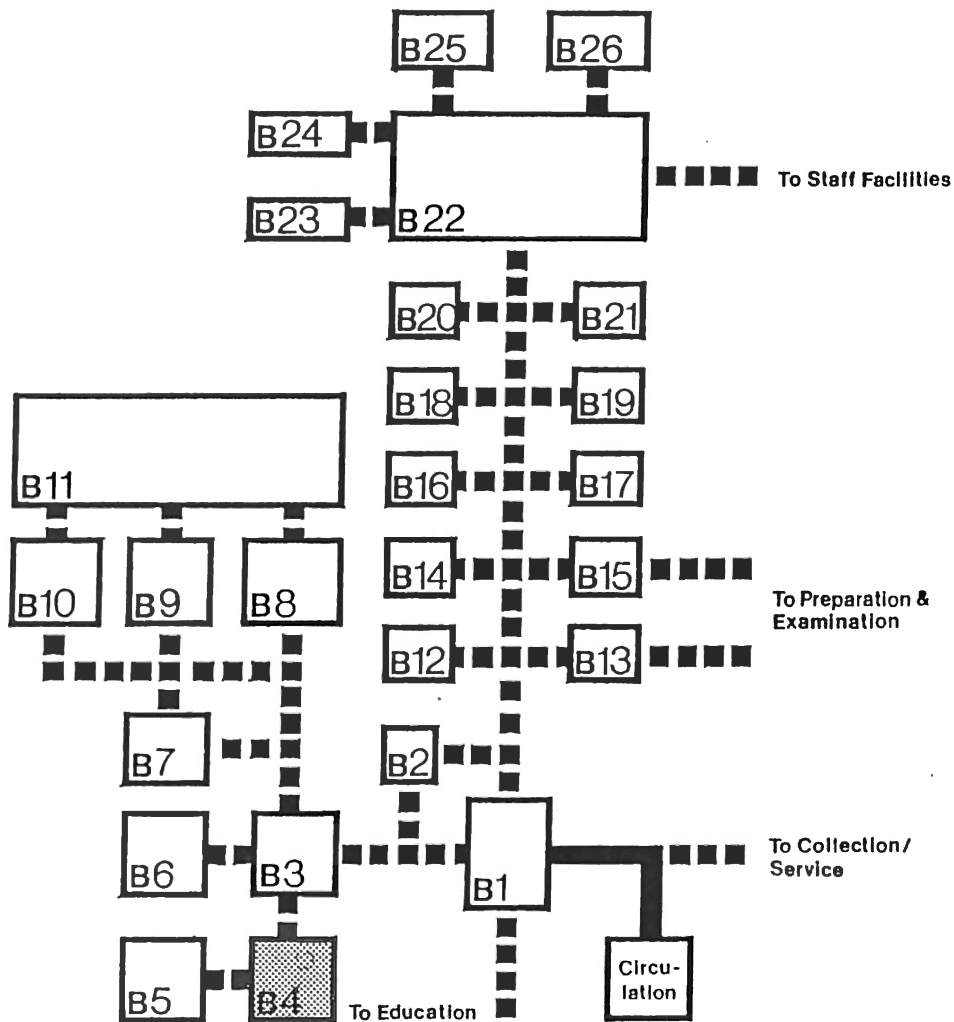 B25
B26
B24
To Staff Facilities
B23
B22
B20
B21
B18
B19
B11
B16
B17
B10
B9
B8
B14
B15
To Preparation &
Examination
B12
B13
B7
B2
B6
B3
B1
To Collection/
Service
B5
B4
To Education
Circu-
lation